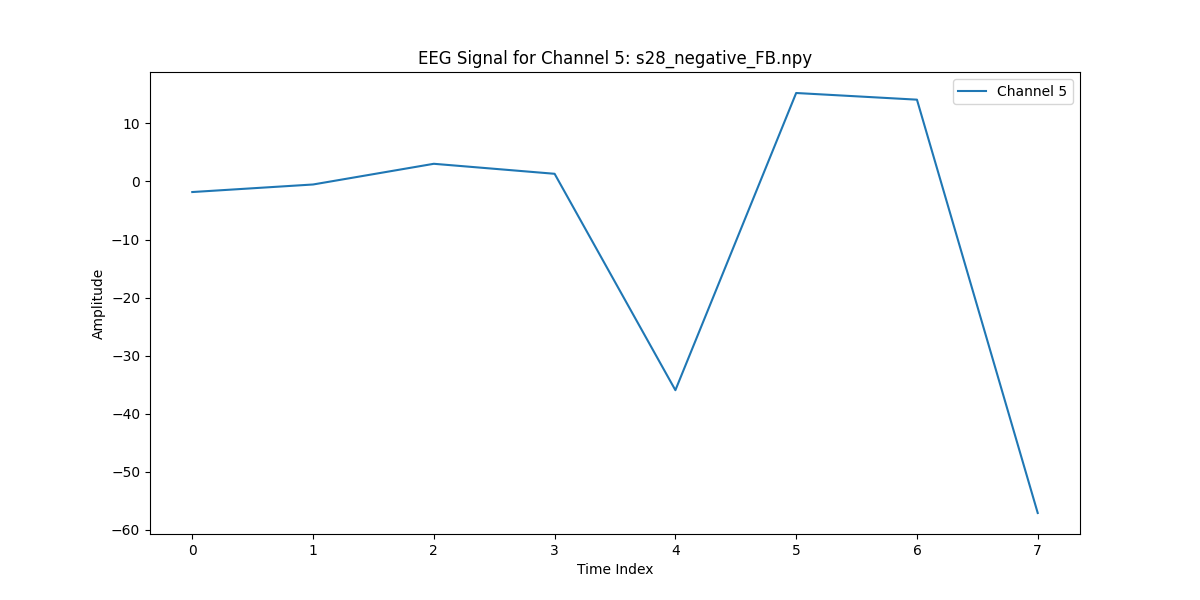 EEG Signal for Channel 5: s28_negative_FB.npy
Channel 5
10
0
−10
−20
−30
−40
−50
−60
Amplitude
0 1 2 3 4 5 6 7
Time Index